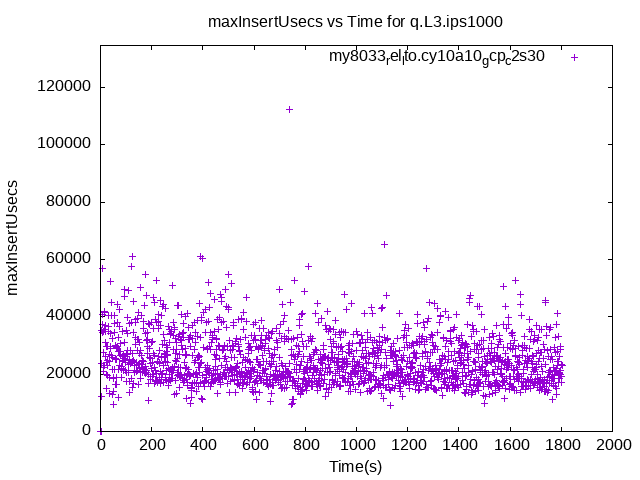 maxInsertUsecs vs Time for q.L3.ips1000
my8033rellto.cy10a10gcpc2s30
maxInsertUsecs
120000
100000
80000
60000
40000
20000
0
0 200 400 600 800 1000 1200 1400 1600 1800 2000
Time(s)